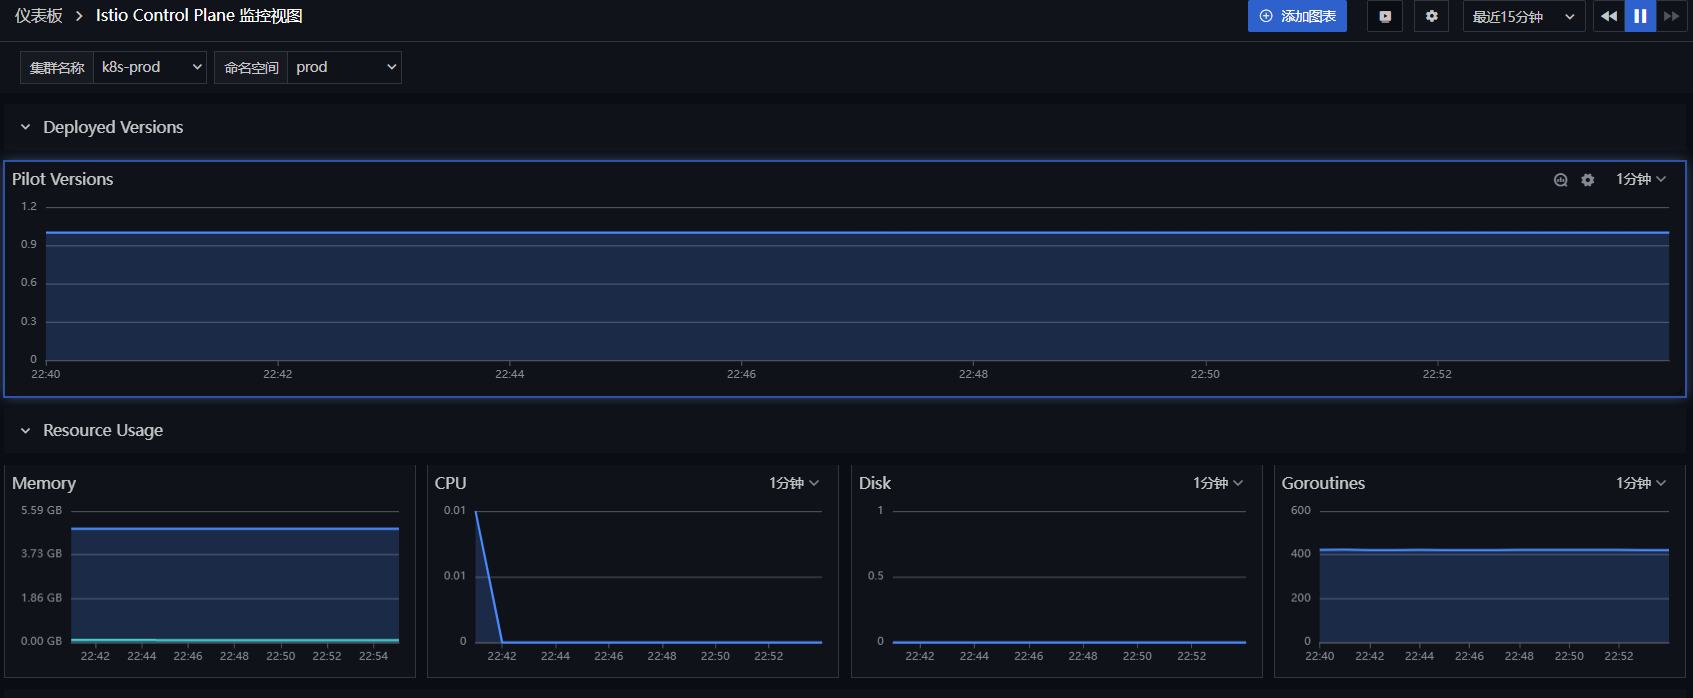 仪表板 > Istio Control Plane 监控视图
添加图表
最近15分钟
集群名称 k8s-prod 命名空间 prod
Deployed Versions
Pilot Versions 1分钟
1.2
0.9
0.6
0.3
0
22:40 22:42 22:44 22:46 22:48 22:50 22:52
Resource Usage
Memory
5.59 GB
3.73 GB
1.86 GB
0.00 GB
22:42 22:44 22:46 22:48 22:50 22:52 22:54
CPU 1分钟
0.01
0.01
0
22:42 22:44 22:46 22:48 22:50 22:52
Disk 1分钟
1
0.5
0
22:42 22:44 22:46 22:48 22:50 22:52
Goroutines 1分钟
600
400
200
0
22:40 22:42 22:44 22:46 22:48 22:50 22:52